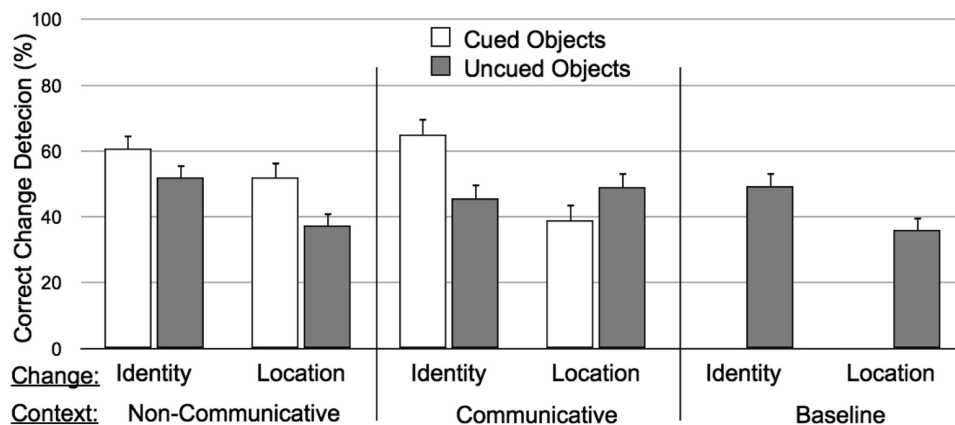 Correct Change Detecion (%)
100
80
60
40
20
0
Cued Objects
Uncued Objects
Change: Identity Location Identity Location Identity Location
Context: Non-Communicative Communicative Baseline